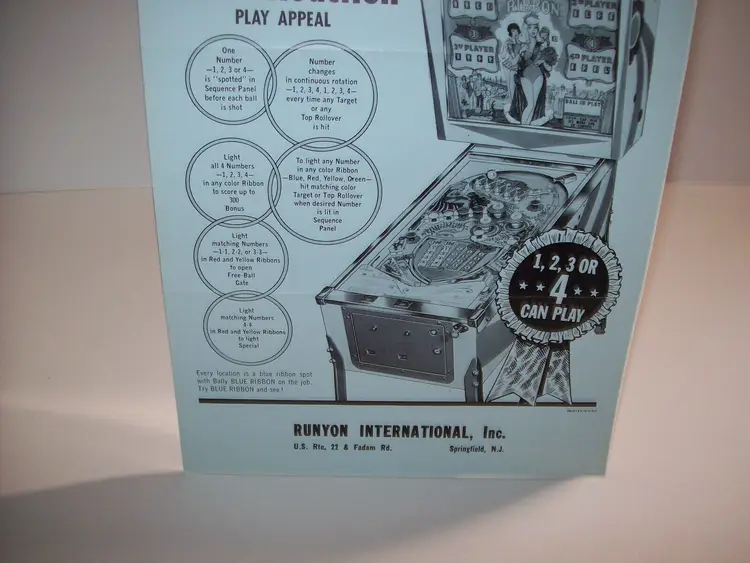 PLAY APPEAL
One
Number
—1, 2, 3 or 4—
is "spotted" in
Sequence Panel
before each ball
is shot
Number
changes
in continuous rotation
—1, 2, 3, 4, 1, 2, 3, 4—
every time any Target
or any
Top Rollover
is hit
Light
all 4 Numbers
—1, 2, 3, 4—
in any color Ribbon
to score up to
300
Bonus
To light any Number
in any color Ribbon
—Blue, Red, Yellow, Green—
hit matching color
Target or Top Rollover
when desired Number
is lit in
Sequence
Panel
Light
matching Numbers
—1-1, 2-2, or 3-3—
in Red and Yellow Ribbons
to open
Free-Ball
Gate
Light
matching Numbers
4-4
in Red and Yellow Ribbons
to light
Special
Every location is a blue ribbon spot
with Bally BLUE RIBBON on the job.
Try BLUE RIBBON and see!
3RD PLAYER
4TH PLAYER
BALL IN PLAY
1, 2, 3 OR
4
CAN PLAY
RUNYON INTERNATIONAL, Inc.
U.S. Rte, 22 & Fadem Rd. Springfield, N.J.